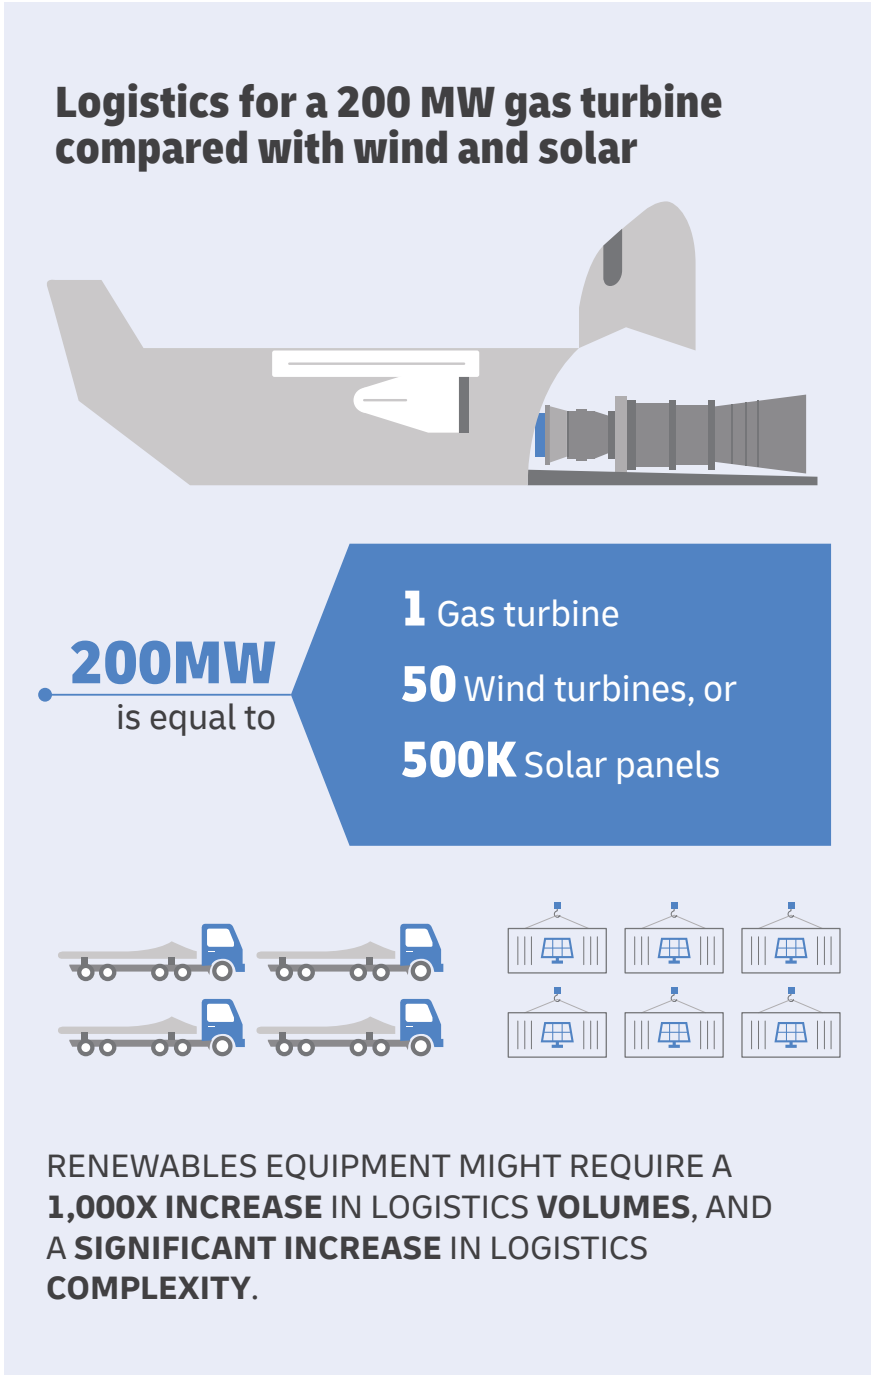 Logistics for a 200 MW gas turbine
compared with wind and solar
200MW
is equal to
1 Gas turbine
50 Wind turbines, or
500K Solar panels
RENEWABLES EQUIPMENT MIGHT REQUIRE A
1,000X INCREASE IN LOGISTICS VOLUMES, AND
A SIGNIFICANT INCREASE IN LOGISTICS
COMPLEXITY.